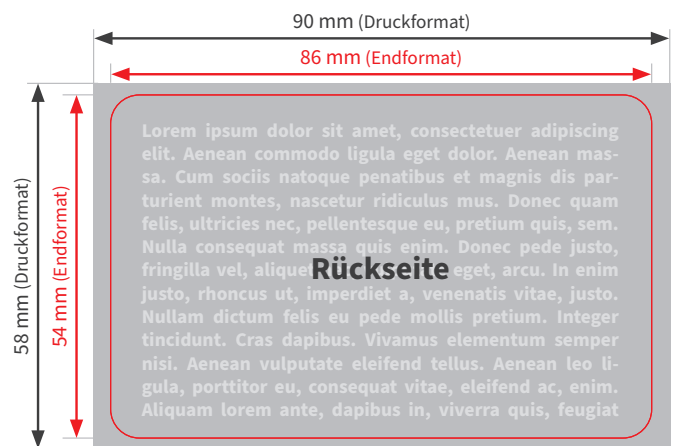 90 mm (Druckformat)
86 mm (Endformat)
58 mm (Druckformat)
54 mm (Endformat)
Lorem ipsum dolor sit amet, consectetuer adipiscing
elit. Aenean commodo ligula eget dolor. Aenean mas-
sa. Cum sociis natoque penatibus et magnis dis par-
turient montes, nascetur ridiculus mus. Donec quam
felis, ultricies nec, pellentesque eu, pretium quis, sem.
Nulla consequat massa quis enim. Donec pede justo,
fringilla vel, aliquet eget, arcu. In enim
Rückseite
justo, rhoncus ut, imperdiet a, venenatis vitae, justo.
Nullam dictum felis eu pede mollis pretium. Integer
tincidunt. Cras dapibus. Vivamus elementum semper
nisi. Aenean vulputate eleifend tellus. Aenean leo li-
gula, porttitor eu, consequat vitae, eleifend ac, enim.
Aliquam lorem ante, dapibus in, viverra quis, feugiat